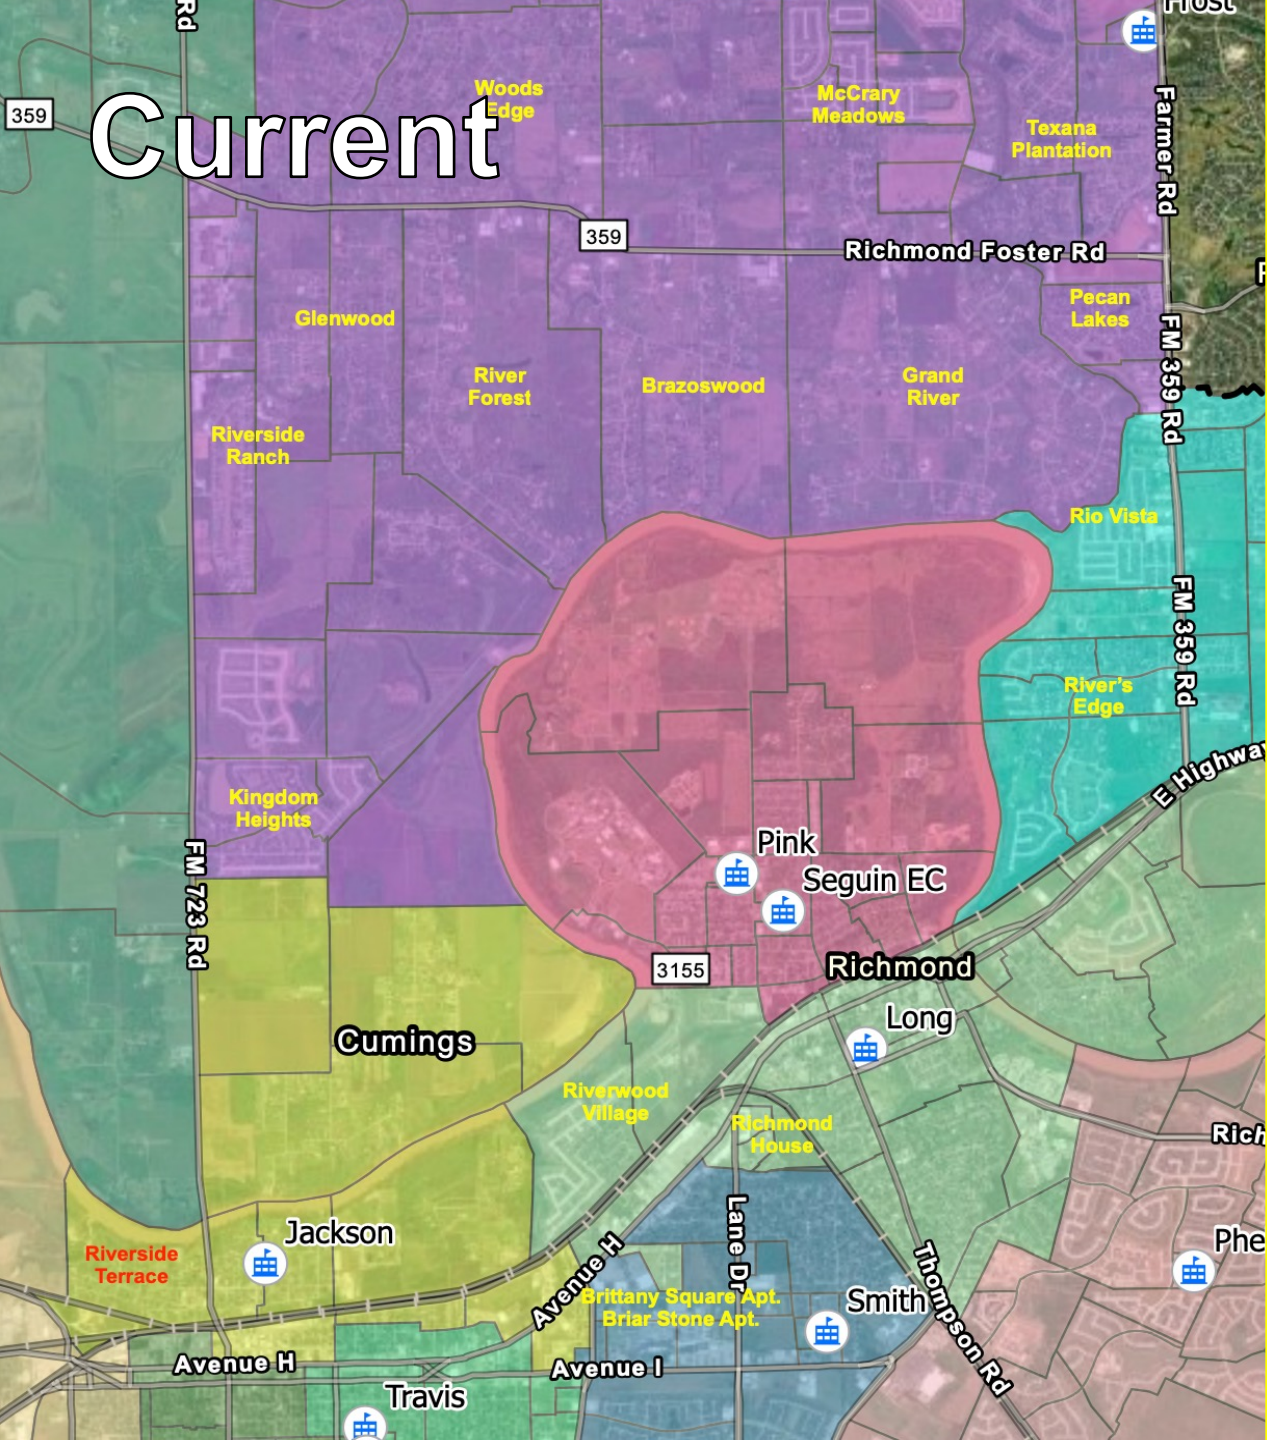 Frost
Rd
Woods
Edge
McCrary
Meadows
359
Current
Farmer Rd
Texana
Plantation
359
Richmond Foster Rd
Pecan
Lakes
Glenwood
FM 359 Rd
River
Forest
Brazoswood
Grand
River
Riverside
Ranch
Rio Vista
FM 359 Rd
River's
Edge
E Highway
Kingdom
Heights
Pink
FM 723 Rd
Seguin EC
3155
Richmond
Long
Cumings
Riverwood
Village
Richmond
House
Rich
Lane Dr
Jackson
Riverside
Terrace
Avenue H
Thompson Rd
Phe
Brittany Square Apt.
Briar Stone Apt.
Smith
Avenue H
Avenue I
Travis